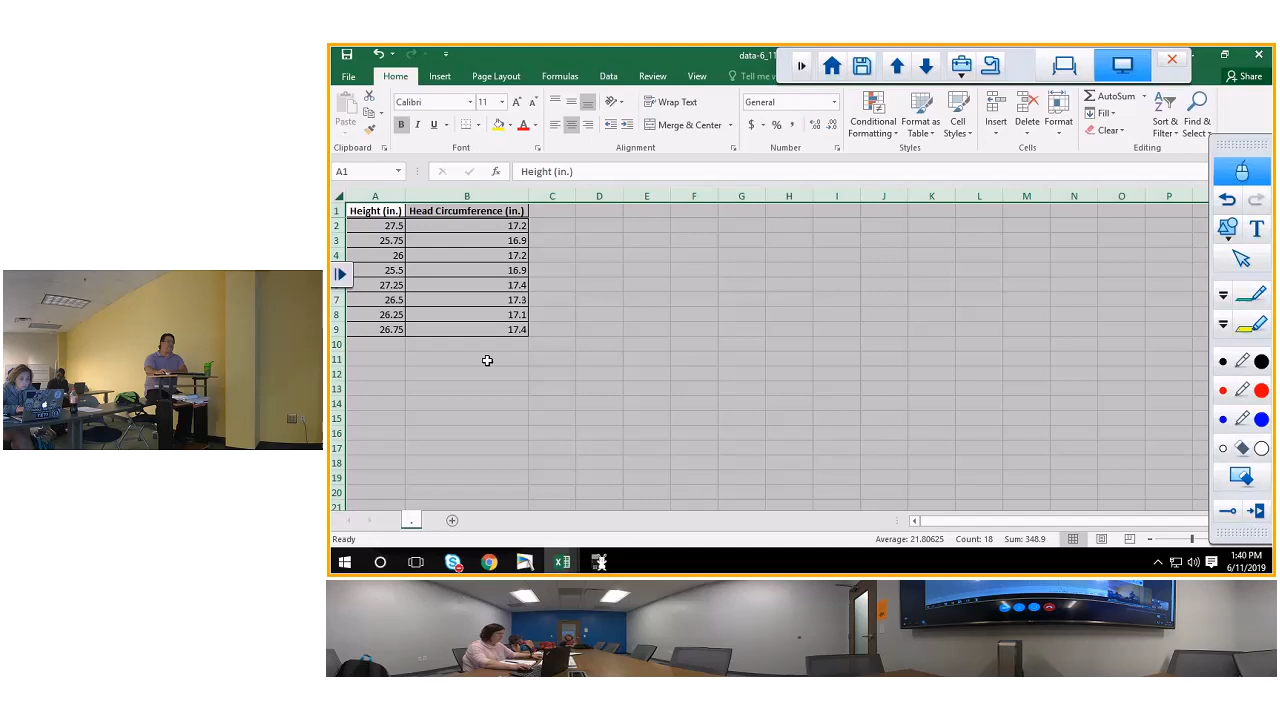 data-6_11
File Home Insert Page Layout Formulas Data Review View Tell me Share
Paste Calibri 11 Wrap Text General Conditional Formatting Format as Table Cell Styles Insert Delete Format AutoSum Fill Clear Sort & Filter Find & Select
B I U Merge & Center $ % ,
Clipboard Font Alignment Number Styles Cells Editing
A1 fx Height (in.)
A B C D E F G H I J K L M N O P
1 Height (in.) Head Circumference (in.)
2 27.5 17.2
3 25.75 16.9
4 26 17.2
25.5 16.9
27.25 17.4
7 26.5 17.3
8 26.25 17.1
9 26.75 17.4
10
11
12
13
14
15
16
17
18
19
20
21
.
Ready Average: 21.80625 Count: 18 Sum: 348.9
1:40 PM
6/11/2019
T